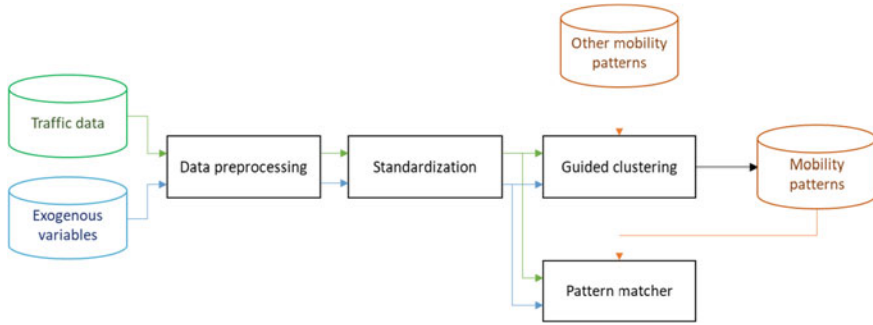 Other mobility
patterns
Traffic data
Data preprocessing
Standardization
Guided clustering
Mobility
patterns
Exogenous
variables
Pattern matcher